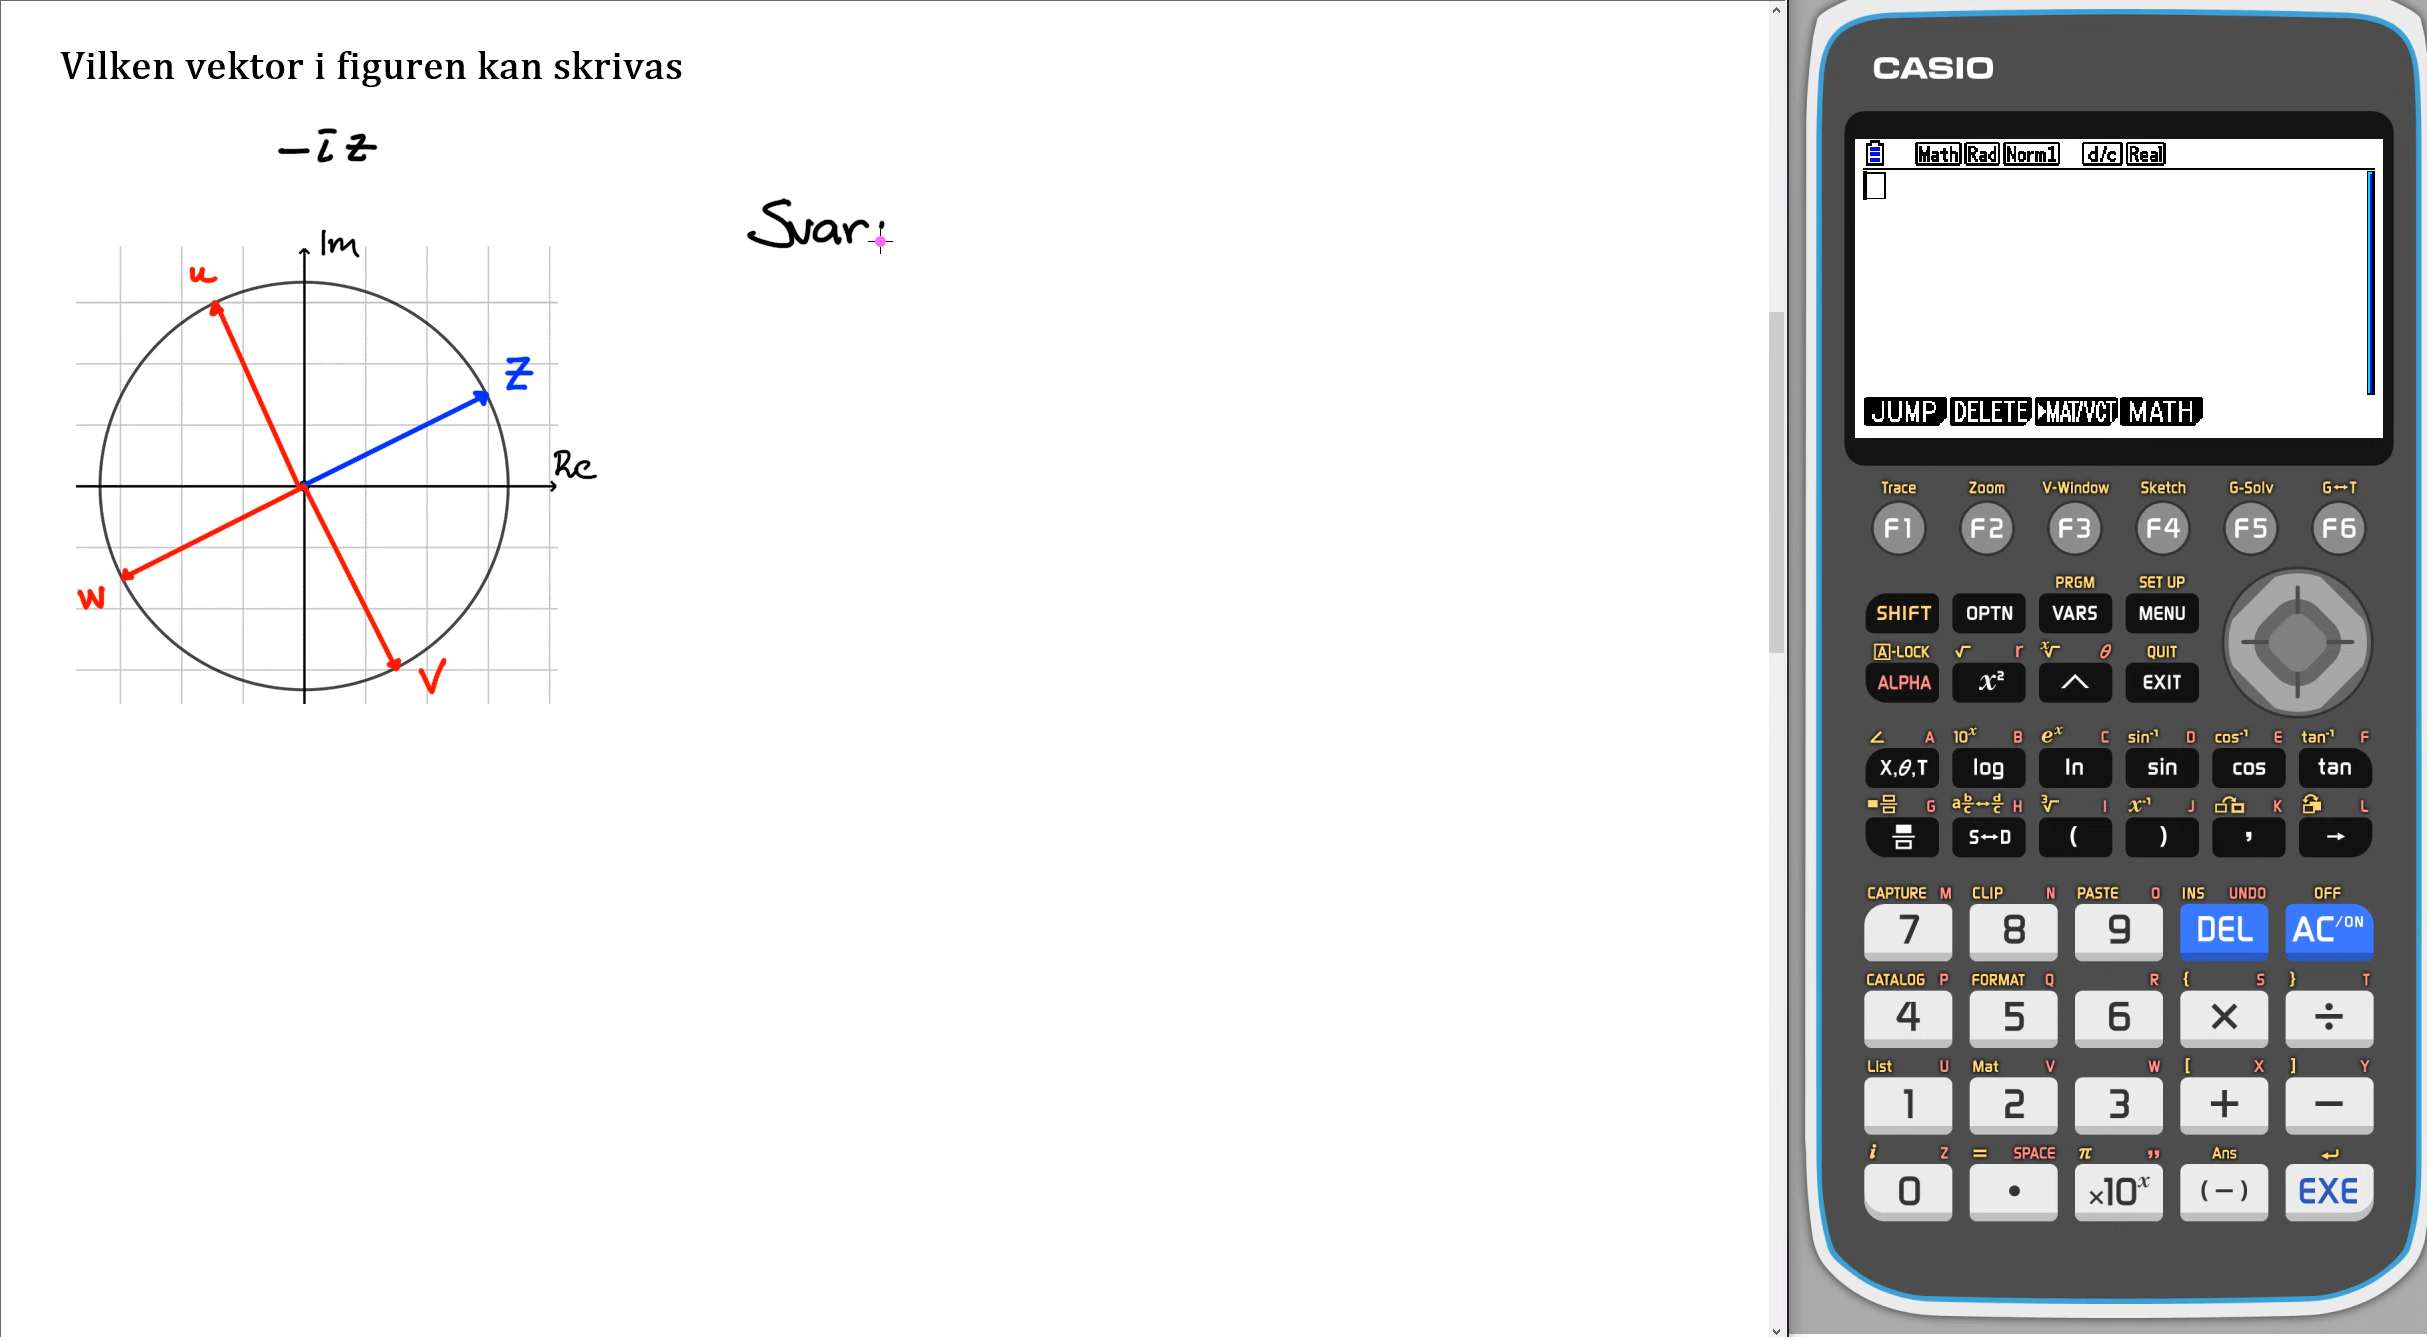 Vilken vektor i figuren kan skrivas
-iz
Svar:
Im
u
Z
Re
w
V
CASIO
Math Rad Norm1 d/c Real
JUMP DELETE ►MAT/VCT MATH
Trace Zoom V-Window Sketch G-Solv G↔T
F1 F2 F3 F4 F5 F6
PRGM SET UP
SHIFT OPTN VARS MENU
A-LOCK √ r ˣ√ θ QUIT
ALPHA x² ^ EXIT
∠ A 10ˣ B eˣ C sin⁻¹ D cos⁻¹ E tan⁻¹ F
X,θ,T log ln sin cos tan
G a b/c↔d/c H ³√ I x⁻¹ J K L
S↔D ( ) , →
CAPTURE M CLIP N PASTE O INS UNDO OFF
7 8 9 DEL AC/ON
CATALOG P FORMAT Q R { S } T
4 5 6 × ÷
List U Mat V W [ X ] Y
1 2 3 + −
i Z = SPACE π ” Ans ↵
0 • ×10ˣ (−) EXE